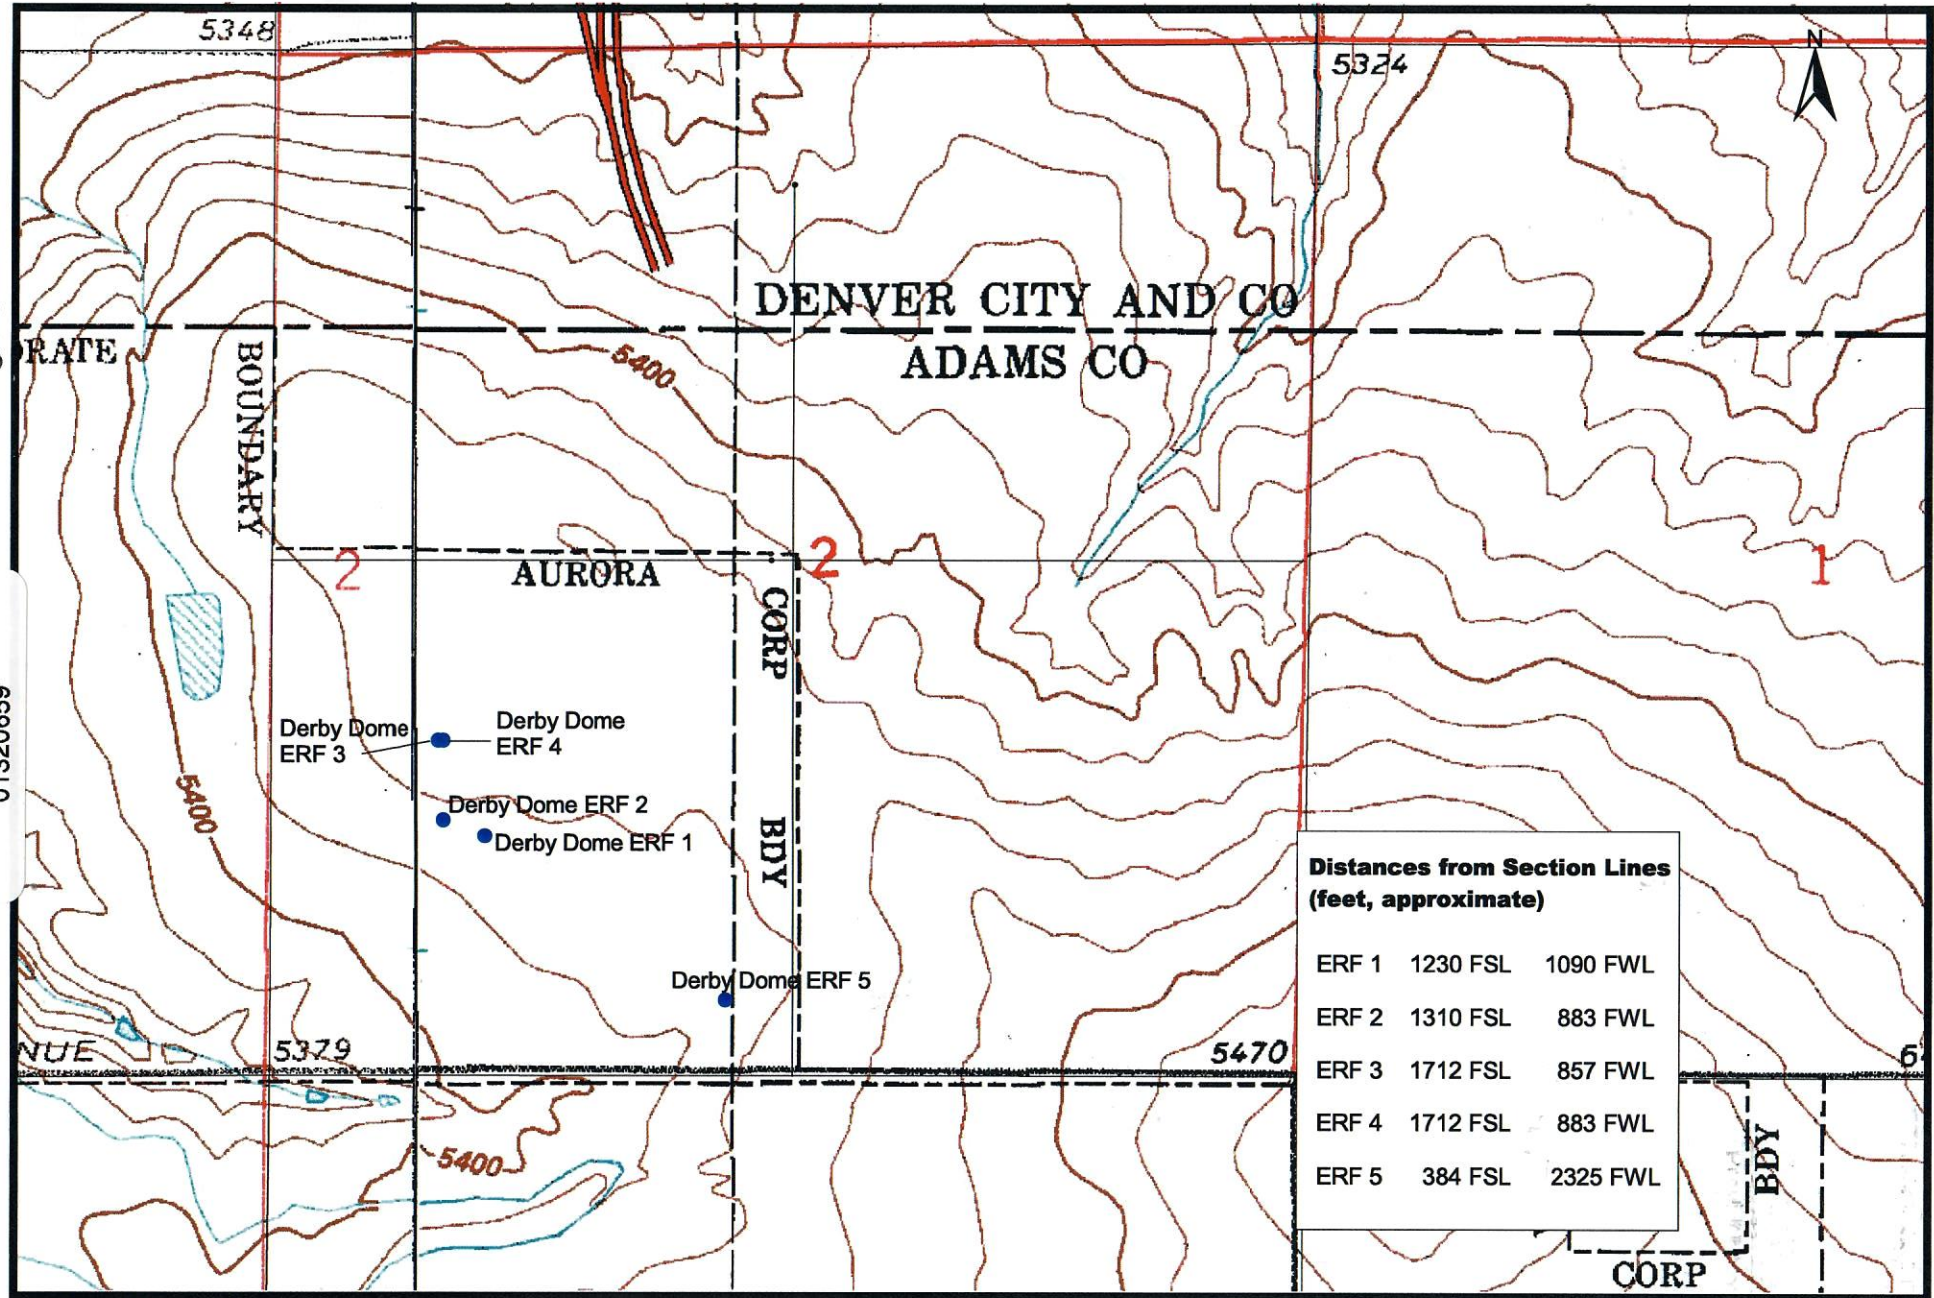 5348
5324
N
DENVER CITY AND CO
ADAMS CO
RATE
BOUNDARY
5400
2
AURORA
2
1
CORP
Derby Dome
ERF 3
Derby Dome
ERF 4
5400
Derby Dome ERF 2
Derby Dome ERF 1
BDY
Derby Dome ERF 5
NUE
5379
5470
5400
Distances from Section Lines
(feet, approximate)
ERF 1 1230 FSL 1090 FWL
ERF 2 1310 FSL 883 FWL
ERF 3 1712 FSL 857 FWL
ERF 4 1712 FSL 883 FWL
ERF 5 384 FSL 2325 FWL
BDY
CORP